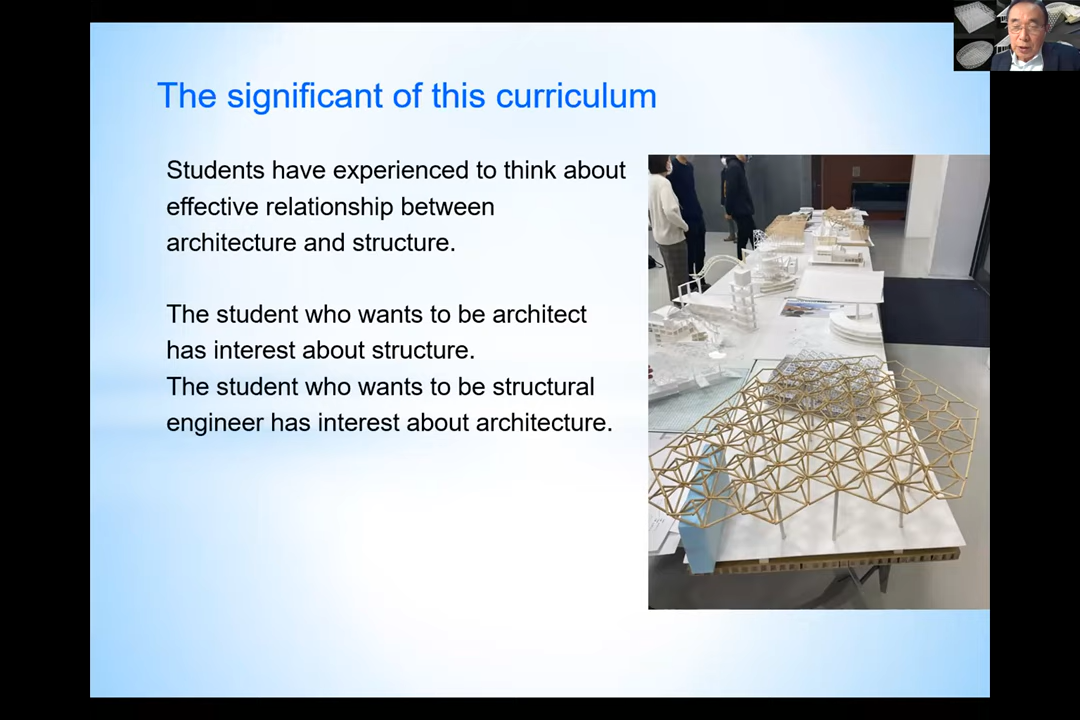 The significant of this curriculum
Students have experienced to think about
effective relationship between
architecture and structure.
The student who wants to be architect
has interest about structure.
The student who wants to be structural
engineer has interest about architecture.